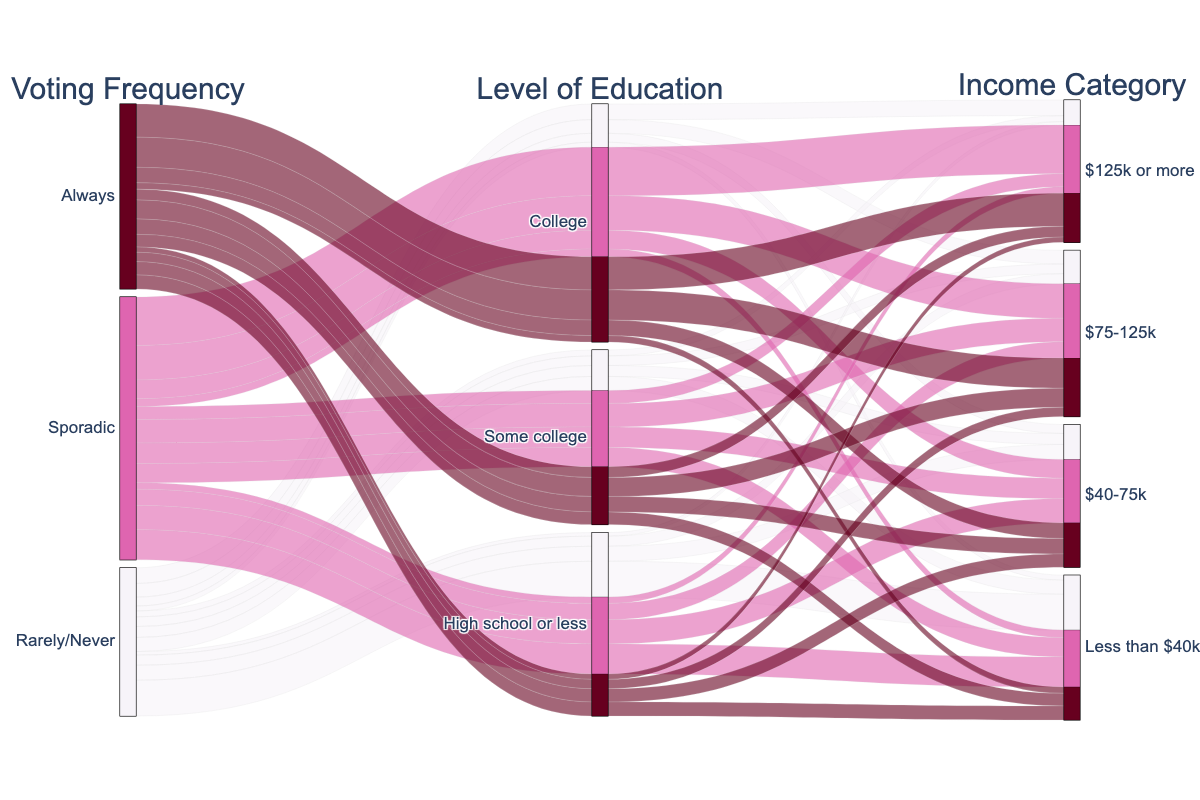 Voting Frequency
Level of Education
Income Category
Always
Sporadic
Rarely/Never
College
Some college
High school or less
$125k or more
$75-125k
$40-75k
Less than $40k